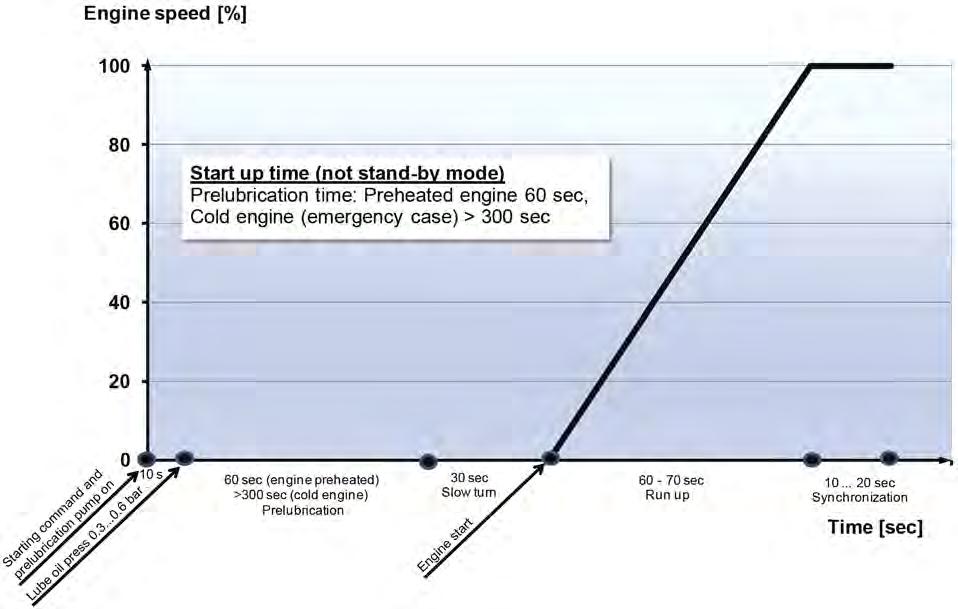 Engine speed [%]
100
80
60
40
20
0
Start up time (not stand-by mode)
Prelubrication time: Preheated engine 60 sec,
Cold engine (emergency case) > 300 sec
10 s
60 sec (engine preheated)
>300 sec (cold engine)
Prelubrication
30 sec
Slow turn
60 - 70 sec
Run up
10 ... 20 sec
Synchronization
Time [sec]
Starting command and
prelubrication pump on
Lube oil press 0.3...0.6 bar
Engine start